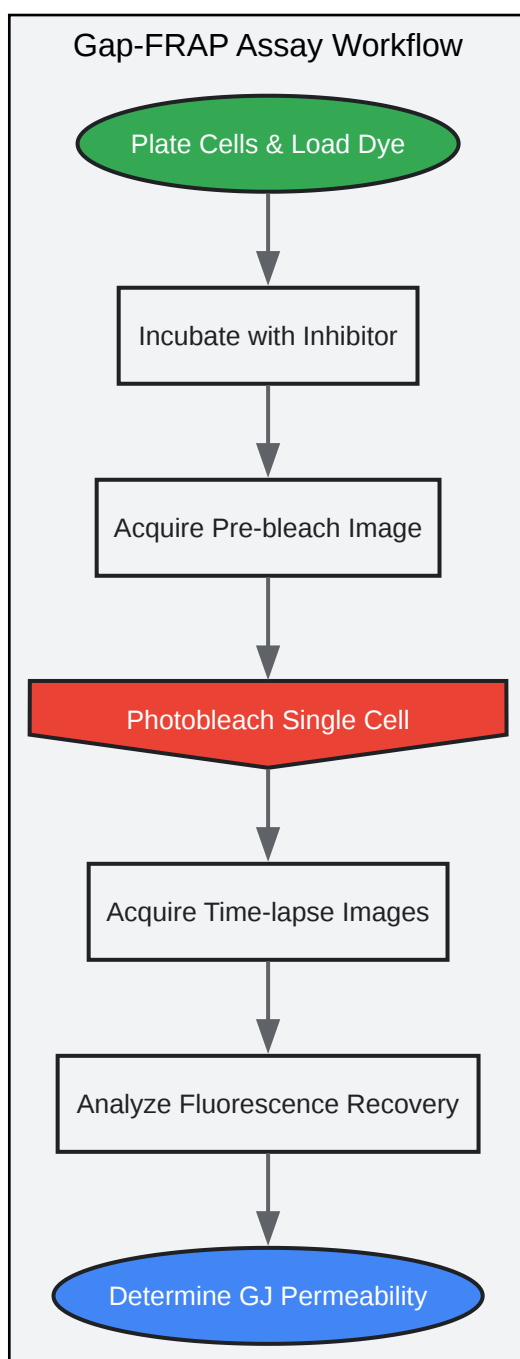 Gap-FRAP Assay Workflow
Plate Cells & Load Dye
Incubate with Inhibitor
Acquire Pre-bleach Image
Photobleach Single Cell
Acquire Time-lapse Images
Analyze Fluorescence Recovery
Determine GJ Permeability